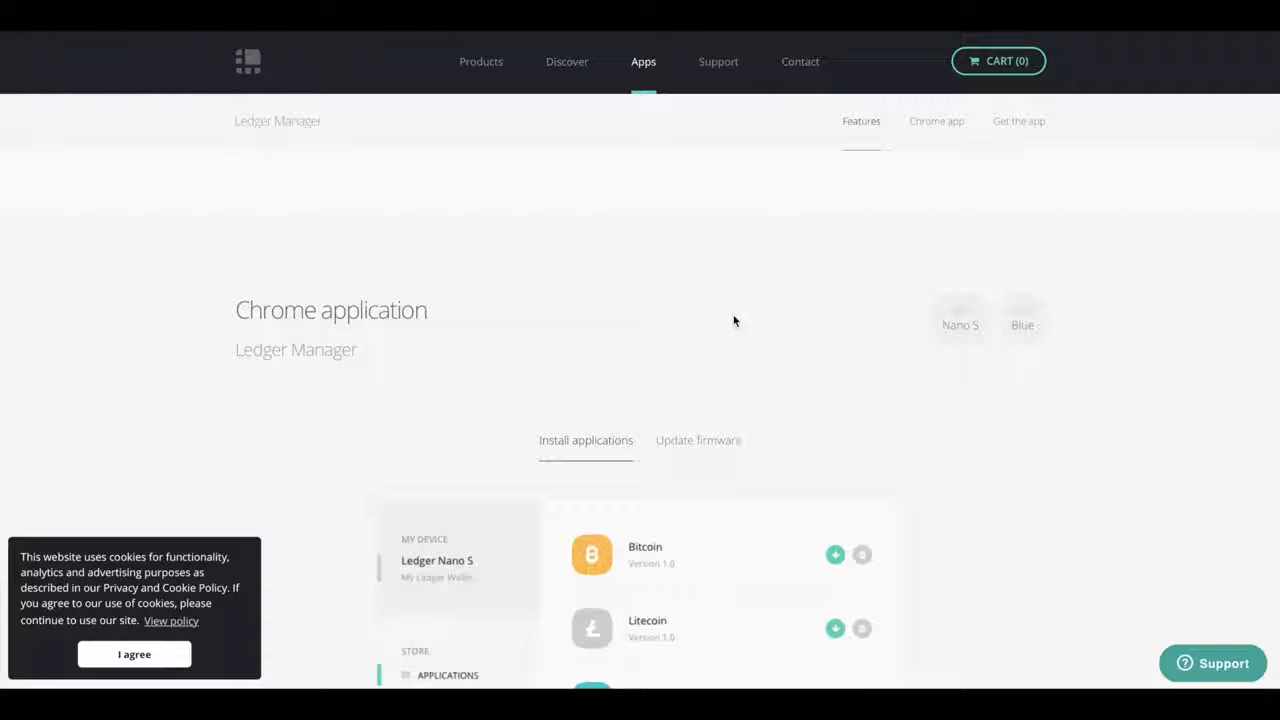 Products Discover Apps Support Contact CART (0)
Ledger Manager Features Chrome app Get the app
Chrome application
Ledger Manager
Nano S Blue
Install applications Update firmware
MY DEVICE
Ledger Nano S
My Ledger Wallet
STORE
APPLICATIONS
Bitcoin
Version 1.0
Litecoin
Version 1.0
This website uses cookies for functionality,
analytics and advertising purposes as
described in our Privacy and Cookie Policy. If
you agree to our use of cookies, please
continue to use our site. View policy
I agree
Support